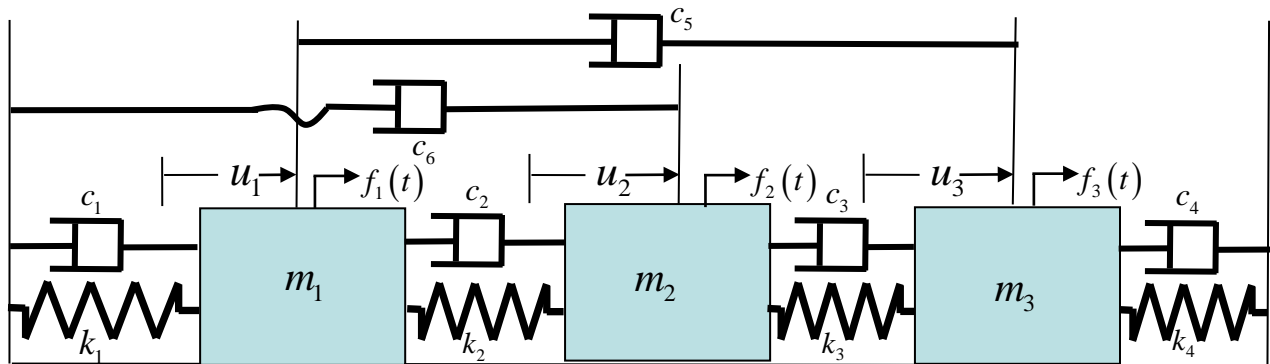 c₅
c₆
u₁ f₁(t) u₂ f₂(t) u₃ f₃(t)
c₁ c₂ c₃ c₄
m₁ m₂ m₃
k₁ k₂ k₃ k₄